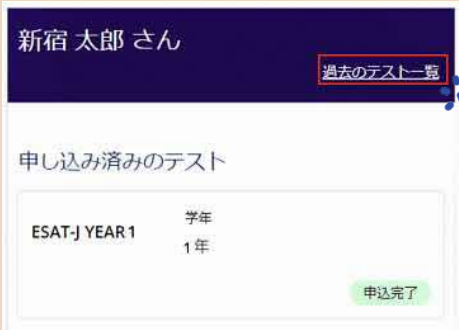 新宿 太郎 さん
過去のテスト一覧
申し込み済みのテスト
ESAT-J YEAR 1
学年
1 年
申込完了